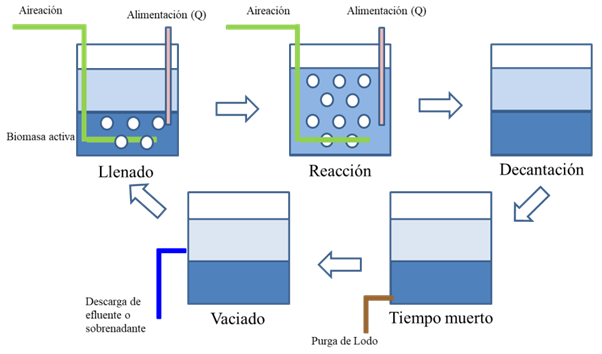 Aireación
Alimentación (Q)
Aireación
Alimentación (Q)
Biomasa activa
Llenado
Reacción
Decantación
Descarga de
efluente o
sobrenadante
Vaciado
Purga de Lodo
Tiempo muerto